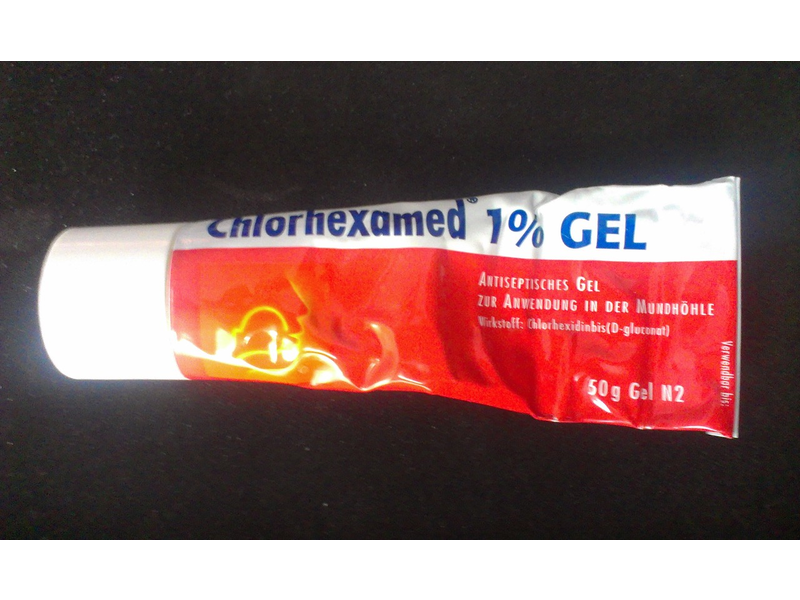 Chlorhexamed® 1% GEL
ANTISEPTISCHES GEL
ZUR ANWENDUNG IN DER MUNDHÖHLE
Wirkstoff: Chlorhexidinbis(D-gluconat)
50g Gel N2
Verwendbar bis: